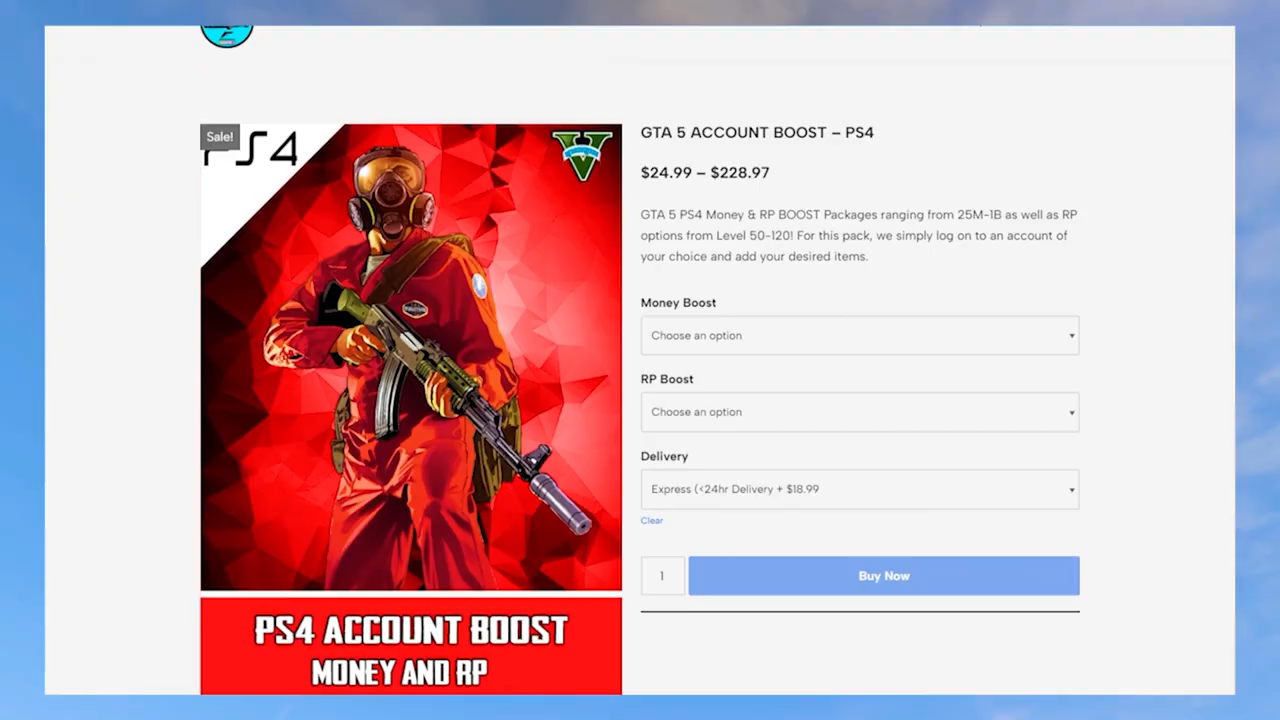 Sale!
PS4
V
GTA 5 ACCOUNT BOOST – PS4
$24.99 – $228.97
GTA 5 PS4 Money & RP BOOST Packages ranging from 25M-1B as well as RP
options from Level 50-120! For this pack, we simply log on to an account of
your choice and add your desired items.
Money Boost
Choose an option
RP Boost
Choose an option
Delivery
Express (<24hr Delivery + $18.99
Clear
1
Buy Now
PS4 ACCOUNT BOOST
MONEY AND RP